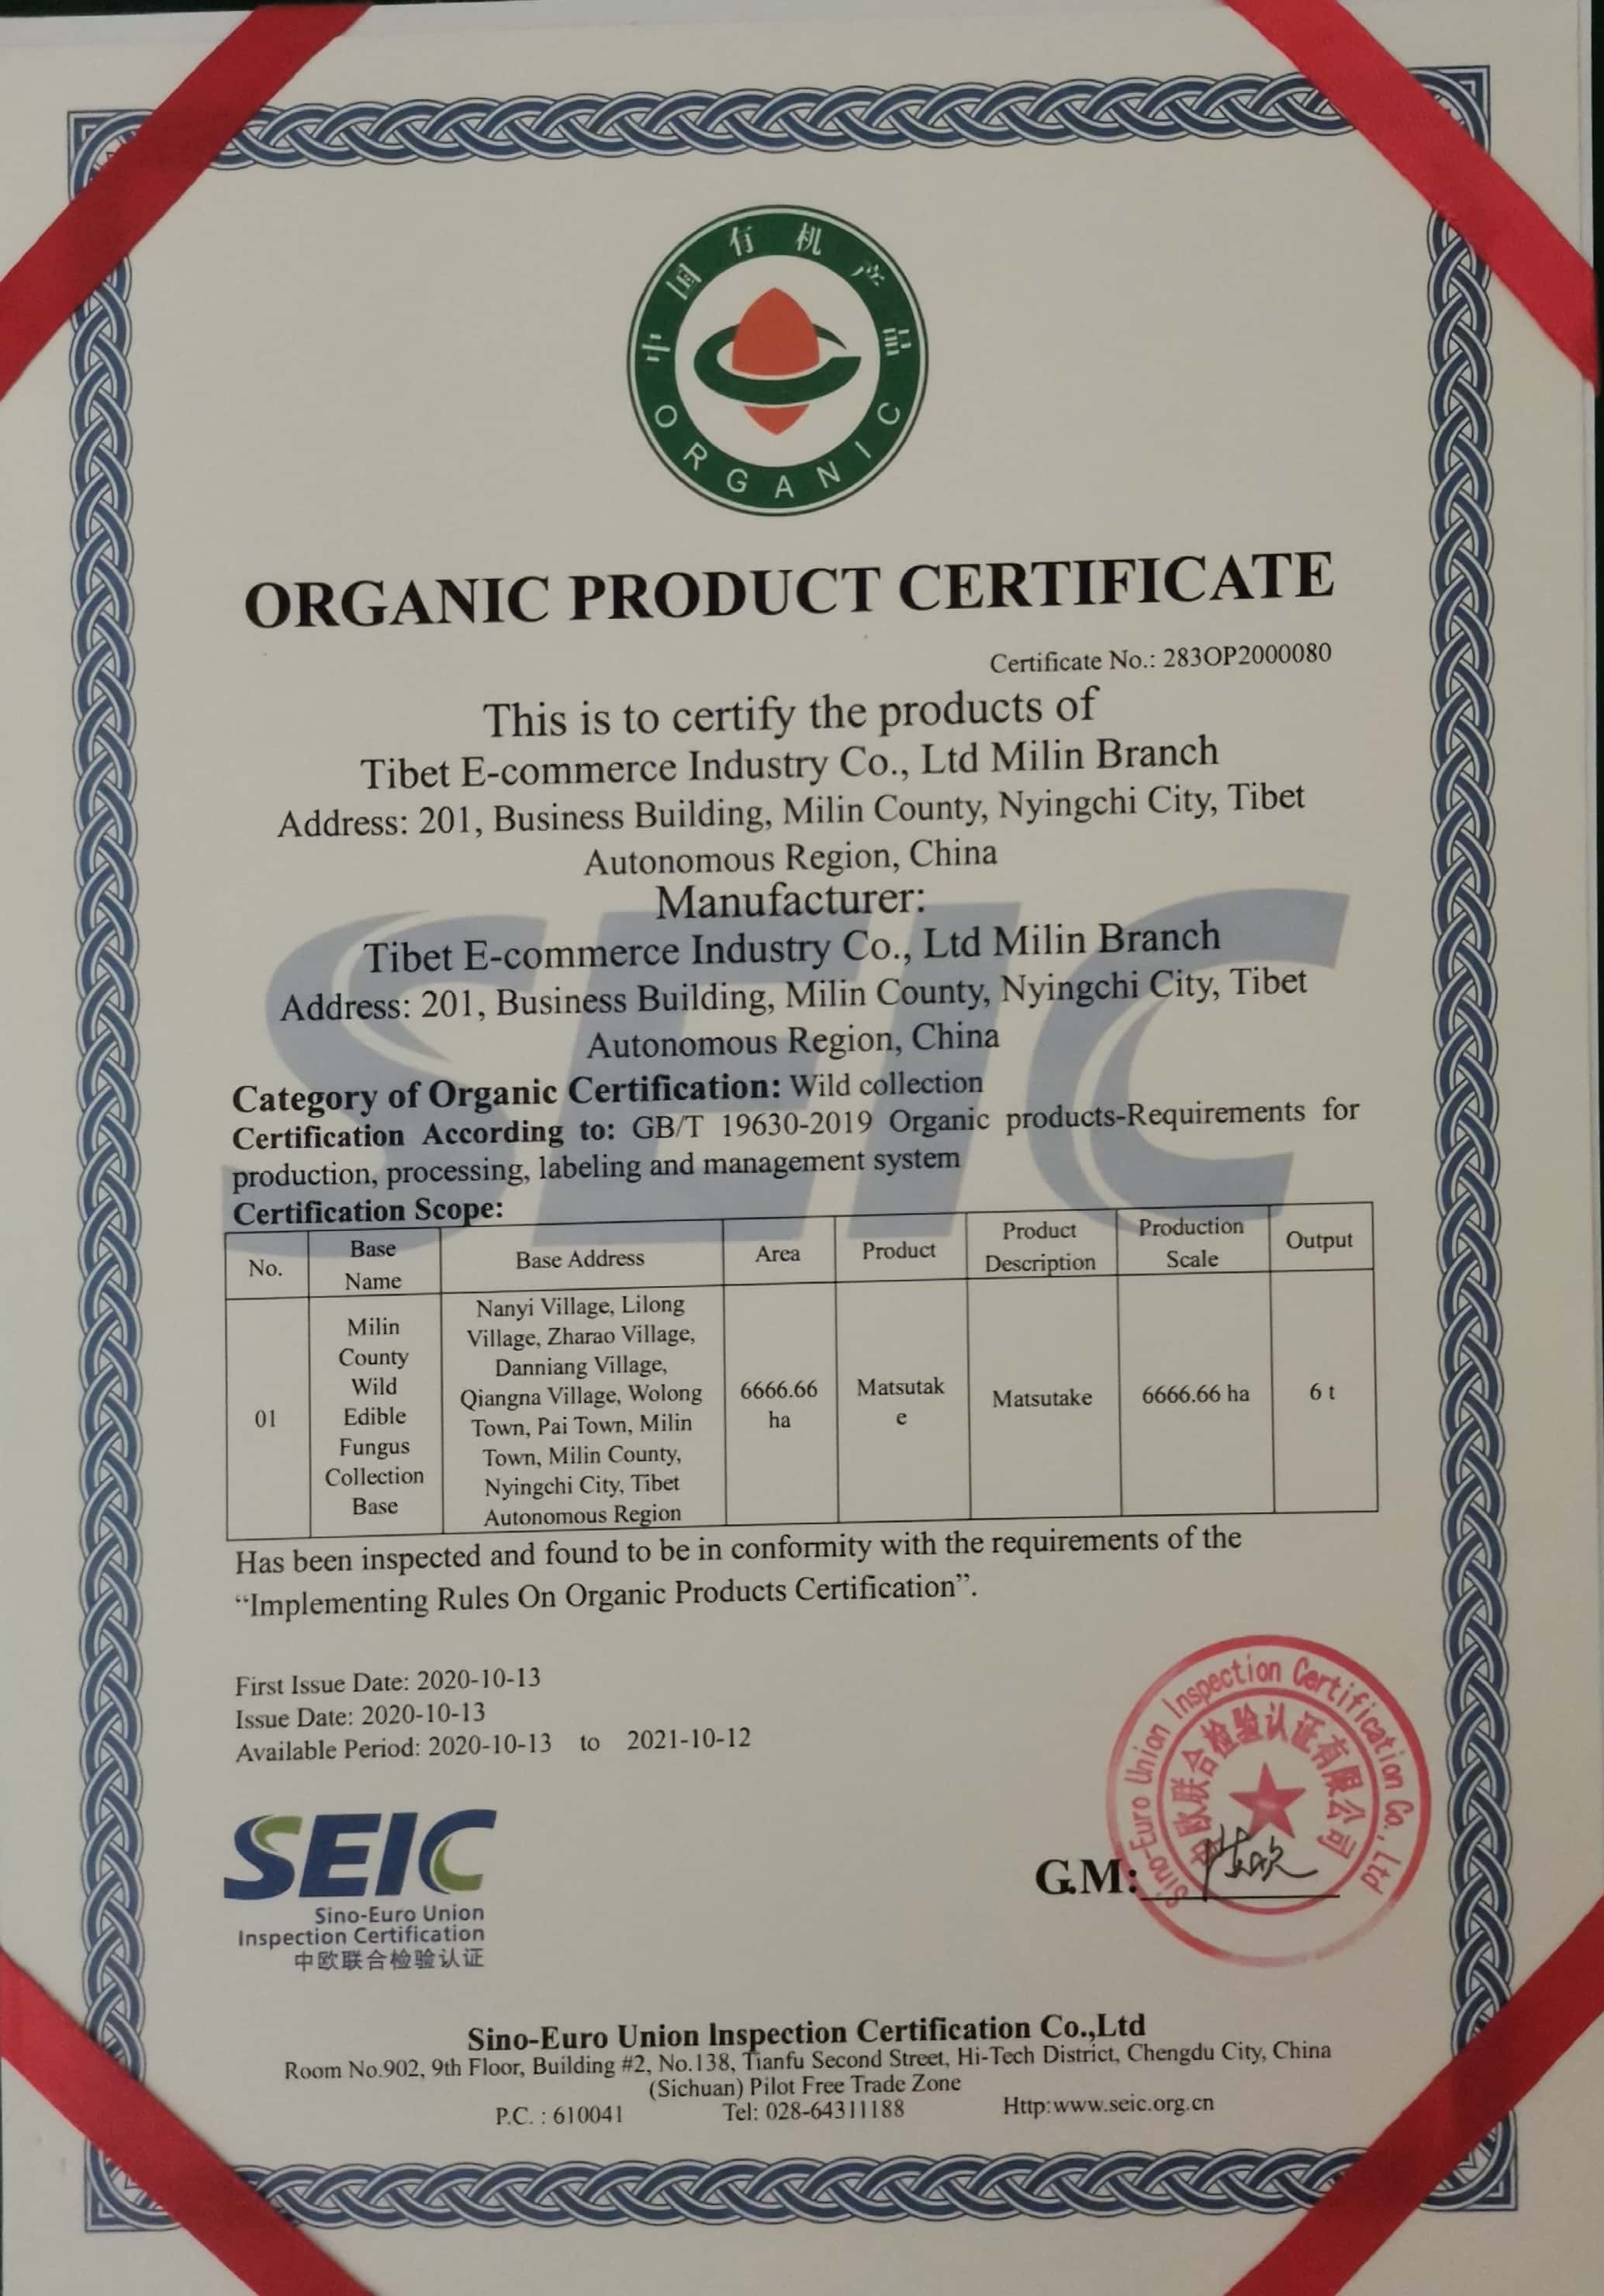 中国有机产品
ORGANIC
ORGANIC PRODUCT CERTIFICATE
Certificate No.: 283OP2000080
This is to certify the products of
Tibet E-commerce Industry Co., Ltd Milin Branch
Address: 201, Business Building, Milin County, Nyingchi City, Tibet
Autonomous Region, China
Manufacturer:
Tibet E-commerce Industry Co., Ltd Milin Branch
Address: 201, Business Building, Milin County, Nyingchi City, Tibet
Autonomous Region, China
SEIC
Category of Organic Certification: Wild collection
Certification According to: GB/T 19630-2019 Organic products-Requirements for
production, processing, labeling and management system
Certification Scope:
No.
Base
Name
Base Address
Area
Product
Product
Description
Production
Scale
Output
01
Milin
County
Wild
Edible
Fungus
Collection
Base
Nanyi Village, Lilong
Village, Zharao Village,
Danniang Village,
Qiangna Village, Wolong
Town, Pai Town, Milin
Town, Milin County,
Nyingchi City, Tibet
Autonomous Region
6666.66
ha
Matsutak
e
Matsutake
6666.66 ha
6 t
Has been inspected and found to be in conformity with the requirements of the
“Implementing Rules On Organic Products Certification”.
First Issue Date: 2020-10-13
Issue Date: 2020-10-13
Available Period: 2020-10-13 to 2021-10-12
SEIC
Sino-Euro Union
Inspection Certification
中欧联合检验认证
Sino-Euro Union Inspection Certification Co., Ltd
中欧联合检验认证有限公司
G.M:
Sino-Euro Union Inspection Certification Co.,Ltd
Room No.902, 9th Floor, Building #2, No.138, Tianfu Second Street, Hi-Tech District, Chengdu City, China
(Sichuan) Pilot Free Trade Zone
P.C. : 610041 Tel: 028-64311188 Http:www.seic.org.cn